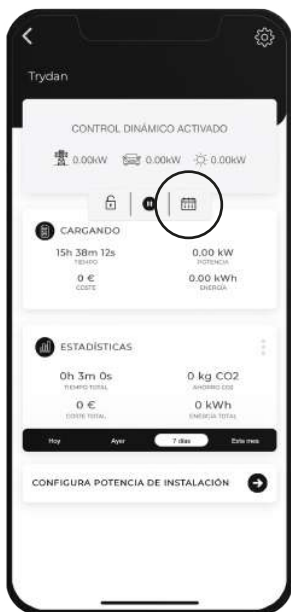 Trydan
CONTROL DINÁMICO ACTIVADO
0.00kW 0.00kW 0.00kW
CARGANDO
15h 38m 12s 0.00 kW
TIEMPO POTENCIA
0 € 0.00 kWh
COSTE ENERGÍA
ESTADÍSTICAS
0h 3m 0s 0 kg CO2
TIEMPO TOTAL AHORRO CO2
0 € 0 kWh
COSTE TOTAL ENERGÍA TOTAL
Hoy Ayer 7 días Este mes
CONFIGURA POTENCIA DE INSTALACIÓN